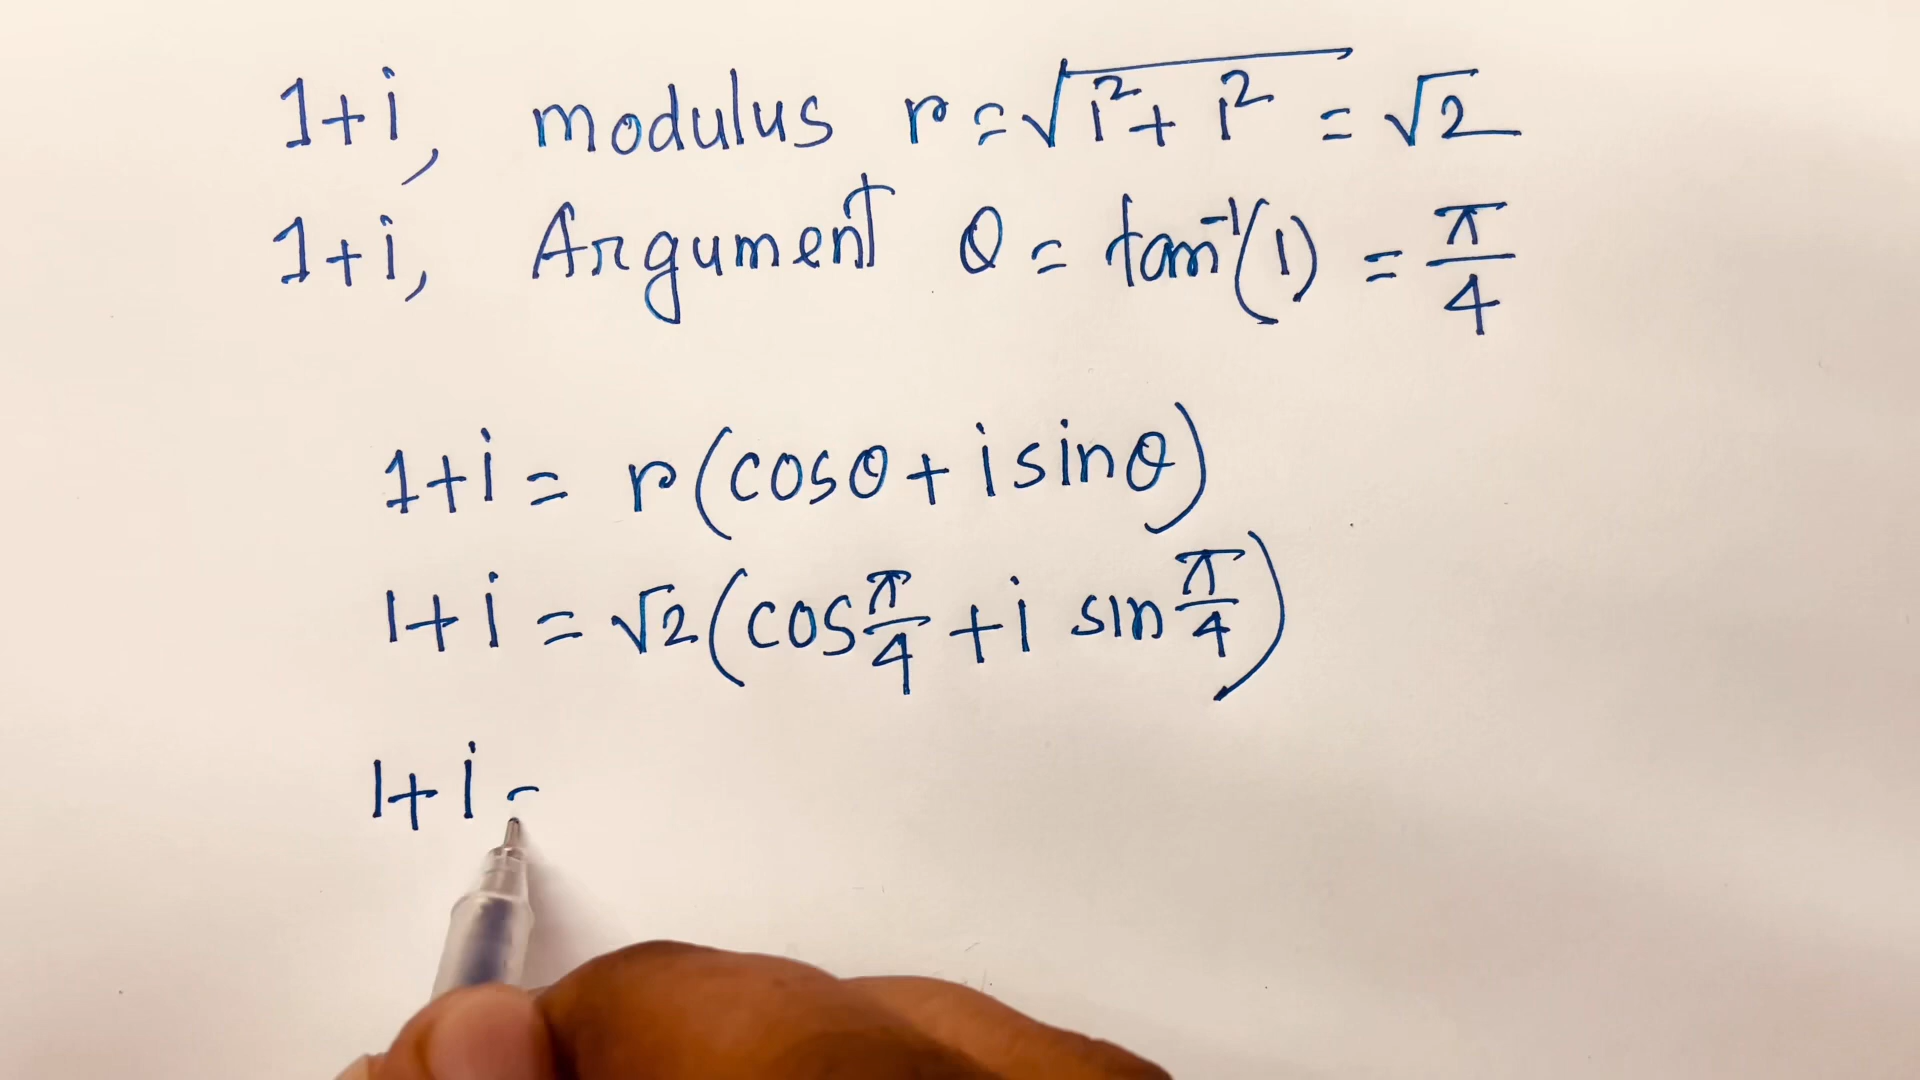 1+i, modulus r = √1² + 1² = √2
1+i, Argument θ = tan⁻¹(1) = π/4
1+i = r(cosθ + i sinθ)
1+i = √2(cos π/4 + i sin π/4)
1+i -